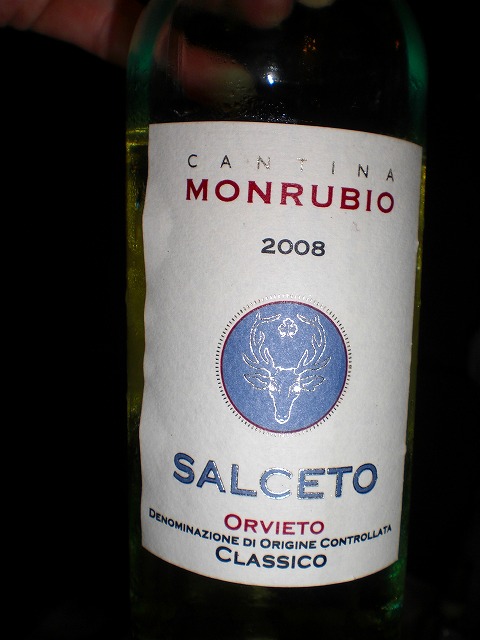 CANTINA
MONRUBIO
2008
SALCETO
ORVIETO
DENOMINAZIONE DI ORIGINE CONTROLLATA
CLASSICO